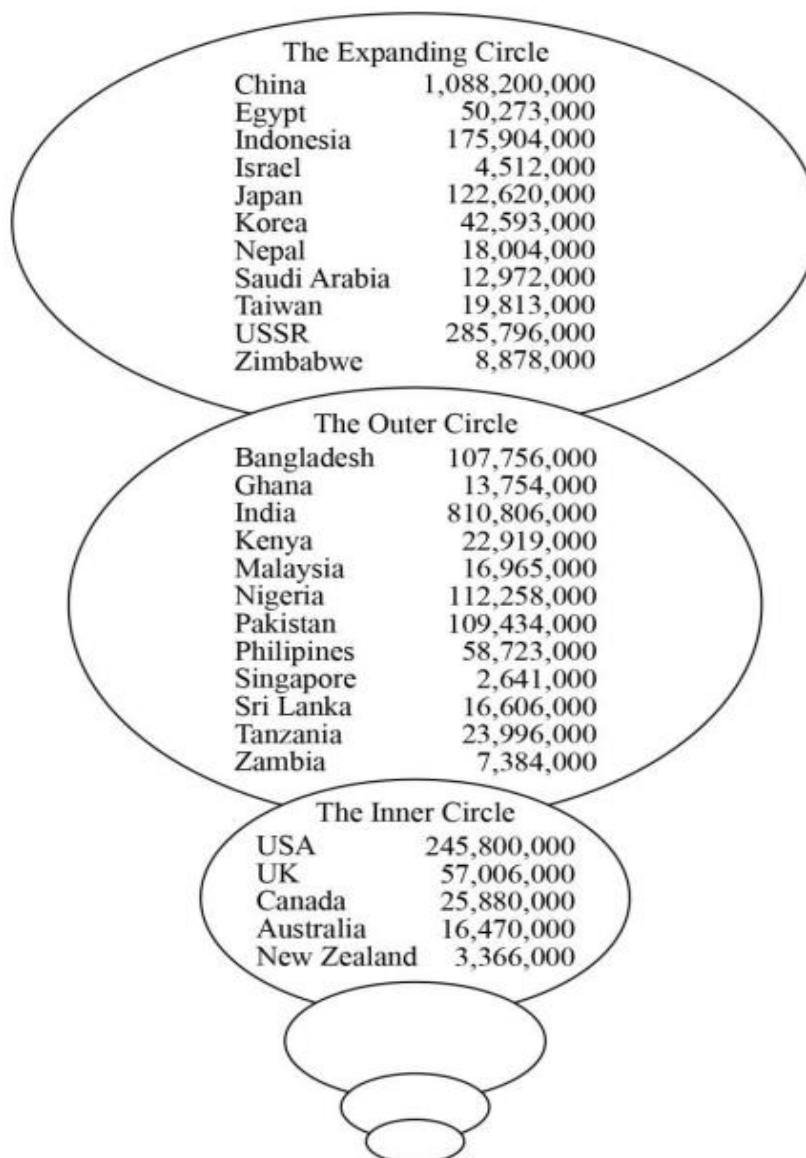 The Expanding Circle
China 1,088,200,000
Egypt 50,273,000
Indonesia 175,904,000
Israel 4,512,000
Japan 122,620,000
Korea 42,593,000
Nepal 18,004,000
Saudi Arabia 12,972,000
Taiwan 19,813,000
USSR 285,796,000
Zimbabwe 8,878,000
The Outer Circle
Bangladesh 107,756,000
Ghana 13,754,000
India 810,806,000
Kenya 22,919,000
Malaysia 16,965,000
Nigeria 112,258,000
Pakistan 109,434,000
Philipines 58,723,000
Singapore 2,641,000
Sri Lanka 16,606,000
Tanzania 23,996,000
Zambia 7,384,000
The Inner Circle
USA 245,800,000
UK 57,006,000
Canada 25,880,000
Australia 16,470,000
New Zealand 3,366,000